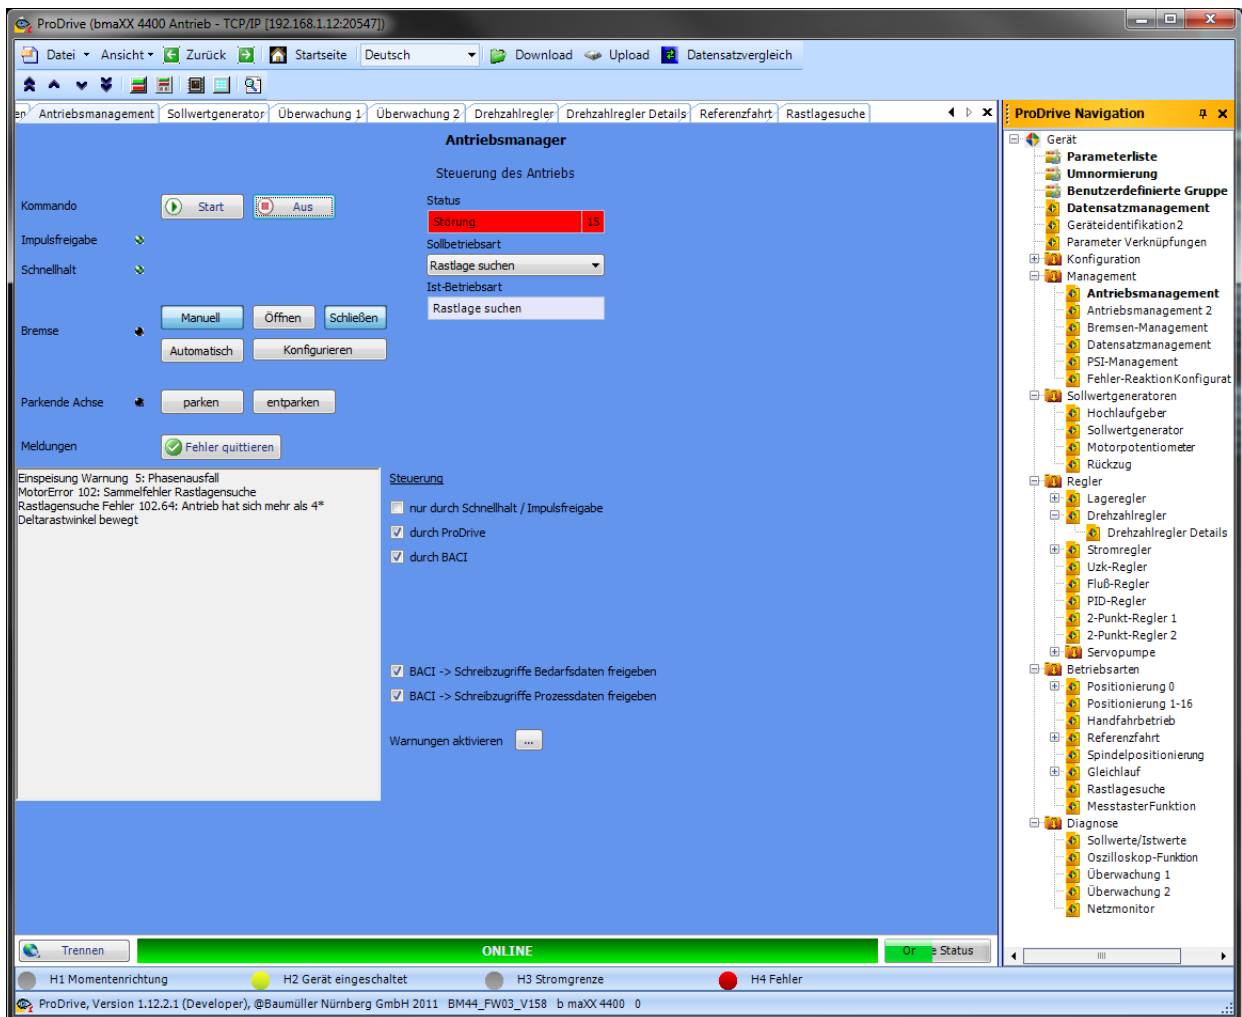 ProDrive (bmaXX 4400 Antrieb - TCP/IP [192.168.1.12:20547])
Datei Ansicht Zurück Startseite Deutsch Download Upload Datensatzvergleich
en Antriebsmanagement Sollwertgenerator Überwachung 1 Überwachung 2 Drehzahlregler Drehzahlregler Details Referenzfahrt Rastlagesuche
Antriebsmanager
Steuerung des Antriebs
Kommando Start Aus
Status
Störung 15
Impulsfreigabe
Sollbetriebsart
Schnellhalt
Rastlage suchen
Ist-Betriebsart
Rastlage suchen
Bremse
Manuell Öffnen Schließen
Automatisch Konfigurieren
Parkende Achse parken entparken
Meldungen Fehler quittieren
Einspeisung Warnung 5: Phasenausfall
MotorError 102: Sammelfehler Rastlagensuche
Rastlagensuche Fehler 102.64: Antrieb hat sich mehr als 4*
Deltarastwinkel bewegt
Steuerung
nur durch Schnellhalt / Impulsfreigabe
durch ProDrive
durch BACI
BACI -> Schreibzugriffe Bedarfsdaten freigeben
BACI -> Schreibzugriffe Prozessdaten freigeben
Warnungen aktivieren ...
ProDrive Navigation
Gerät
Parameterliste
Umnormierung
Benutzerdefinierte Gruppe
Datensatzmanagement
Geräteidentifikation2
Parameter Verknüpfungen
Konfiguration
Management
Antriebsmanagement
Antriebsmanagement 2
Bremsen-Management
Datensatzmanagement
PSI-Management
Fehler-ReaktionKonfigurat
Sollwertgeneratoren
Hochlaufgeber
Sollwertgenerator
Motorpotentiometer
Rückzug
Regler
Lageregler
Drehzahlregler
Drehzahlregler Details
Stromregler
Uzk-Regler
Fluß-Regler
PID-Regler
2-Punkt-Regler 1
2-Punkt-Regler 2
Servopumpe
Betriebsarten
Positionierung 0
Positionierung 1-16
Handfahrbetrieb
Referenzfahrt
Spindelpositionierung
Gleichlauf
Rastlagesuche
MesstasterFunktion
Diagnose
Sollwerte/Istwerte
Oszilloskop-Funktion
Überwachung 1
Überwachung 2
Netzmonitor
Trennen ONLINE Or e Status
H1 Momentenrichtung H2 Gerät eingeschaltet H3 Stromgrenze H4 Fehler
ProDrive, Version 1.12.2.1 (Developer), @Baumüller Nürnberg GmbH 2011 BM44_FW03_V158 b maXX 4400 0